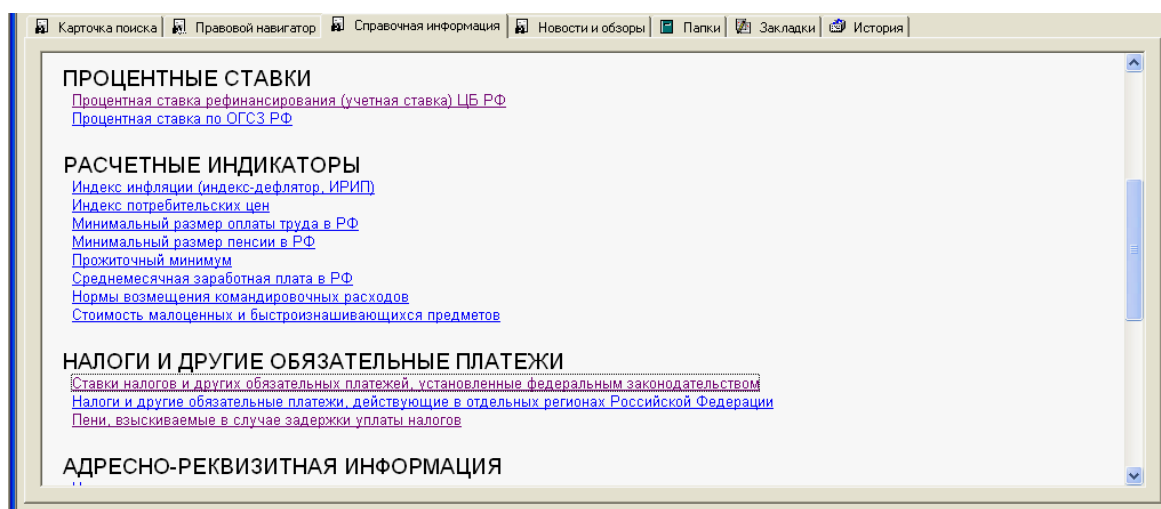 Карточка поиска Правовой навигатор Справочная информация Новости и обзоры Папки Закладки История
ПРОЦЕНТНЫЕ СТАВКИ
Процентная ставка рефинансирования (учетная ставка) ЦБ РФ
Процентная ставка по ОГСЗ РФ
РАСЧЕТНЫЕ ИНДИКАТОРЫ
Индекс инфляции (индекс-дефлятор, ИРИП)
Индекс потребительских цен
Минимальный размер оплаты труда в РФ
Минимальный размер пенсии в РФ
Прожиточный минимум
Среднемесячная заработная плата в РФ
Нормы возмещения командировочных расходов
Стоимость малоценных и быстроизнашивающихся предметов
НАЛОГИ И ДРУГИЕ ОБЯЗАТЕЛЬНЫЕ ПЛАТЕЖИ
Ставки налогов и других обязательных платежей, установленные федеральным законодательством
Налоги и другие обязательные платежи, действующие в отдельных регионах Российской Федерации
Пени, взыскиваемые в случае задержки уплаты налогов
АДРЕСНО-РЕКВИЗИТНАЯ ИНФОРМАЦИЯ